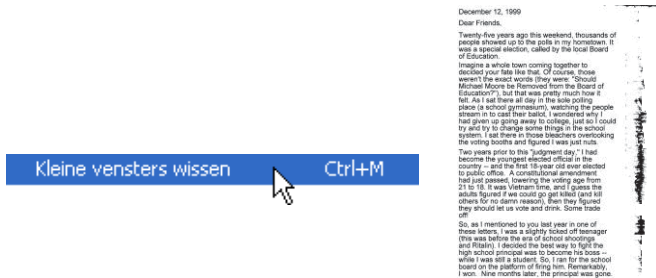 Kleine vensters wissen Ctrl+M
December 12, 1999
Dear Friends,
Twenty-five years ago this weekend, thousands of
people showed up to the polls in my hometown. It
was a special election, called by the local Board
of Education.
Imagine a whole town coming together to
decided your fate like that. Of course, those
weren't the exact words (they were: "Should
Michael Moore be Removed from the Board of
Education?"), but that was pretty much how it
felt. As I sat there all day in the sole polling
place (a school gymnasium), watching the people
stream in to cast their ballot, I wondered why I
had given up going away to college, just so I could
try and try to change some things in the school
system. I sat there in those bleachers overlooking
the voting booths and figured I was just nuts.
Two years prior to this "judgment day," I had
become the youngest elected official in the
country -- and the first 18-year old ever elected
to public office. A constitutional amendment
had just passed, lowering the voting age from
21 to 18. It was Vietnam time, and I guess the
adults figured if we could go get killed (and kill
others for no damn reason), then they figured
they should let us vote and drink. Some trade
off!
So, as I mentioned to you last year in one of
these letters, I was a slightly ticked off teenager
(this was before the era of school shootings
and Ritalin). I decided the best way to fight the
high school principal was to become his boss --
while I was still a student. So, I ran for the school
board on the platform of firing him. Remarkably,
I won. Nine months later, the principal was gone.